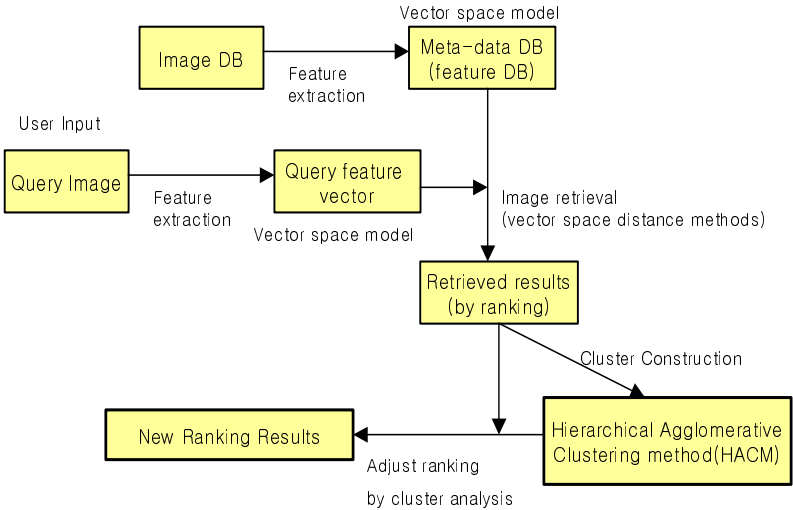 Vector space model
Image DB
Meta-data DB
(feature DB)
Feature
extraction
User Input
Query Image
Query feature
vector
Feature
extraction
Vector space model
Image retrieval
(vector space distance methods)
Retrieved results
(by ranking)
Cluster Construction
New Ranking Results
Hierarchical Agglomerative
Clustering method(HACM)
Adjust ranking
by cluster analysis